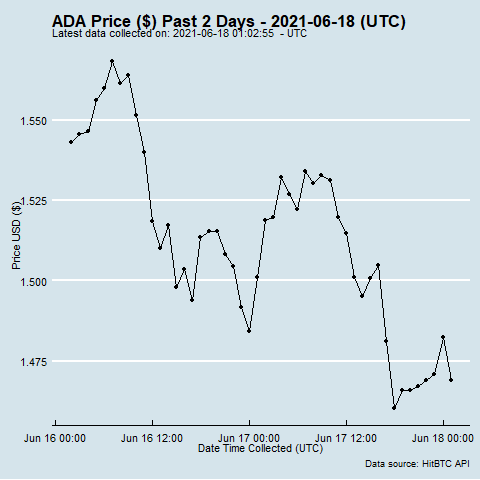 ADA Price ($) Past 2 Days - 2021-06-18 (UTC)
Latest data collected on: 2021-06-18 01:02:55  - UTC
1.550
1.525
1.500
1.475
Price USD ($)
Jun 16 00:00 Jun 16 12:00 Jun 17 00:00 Jun 17 12:00 Jun 18 00:00
Date Time Collected (UTC)
Data source: HitBTC API